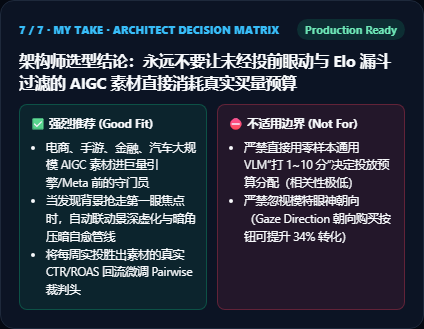 7 / 7 · MY TAKE · ARCHITECT DECISION MATRIX
Production Ready
架构师选型结论：永远不要让未经投前眼动与 Elo 漏斗
过滤的 AIGC 素材直接消耗真实买量预算
✅ 强烈推荐 (Good Fit)
• 电商、手游、金融、汽车大规
模 AIGC 素材进巨量引
擎/Meta 前的守门员
• 当发现背景抢走第一眼焦点
时，自动联动景深虚化与暗角
压暗自愈管线
• 将每周实投胜出素材的真实
CTR/ROAS 回流微调 Pairwise
裁判头
⛔ 不适用边界 (Not For)
• 严禁直接用零样本通用
VLM“打 1~10 分”决定投放预
算分配（相关性极低）
• 严禁忽视模特眼神朝向
（Gaze Direction 朝向购买按
钮可提升 34% 转化）